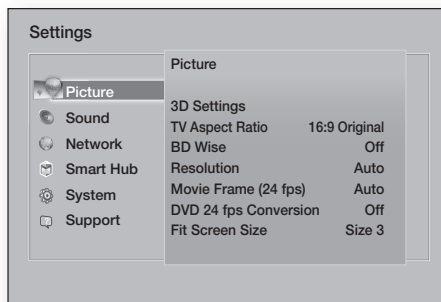 Settings
Picture
Sound
Network
Smart Hub
System
Support
Picture
3D Settings
TV Aspect Ratio 16:9 Original
BD Wise Off
Resolution Auto
Movie Frame (24 fps) Auto
DVD 24 fps Conversion Off
Fit Screen Size Size 3